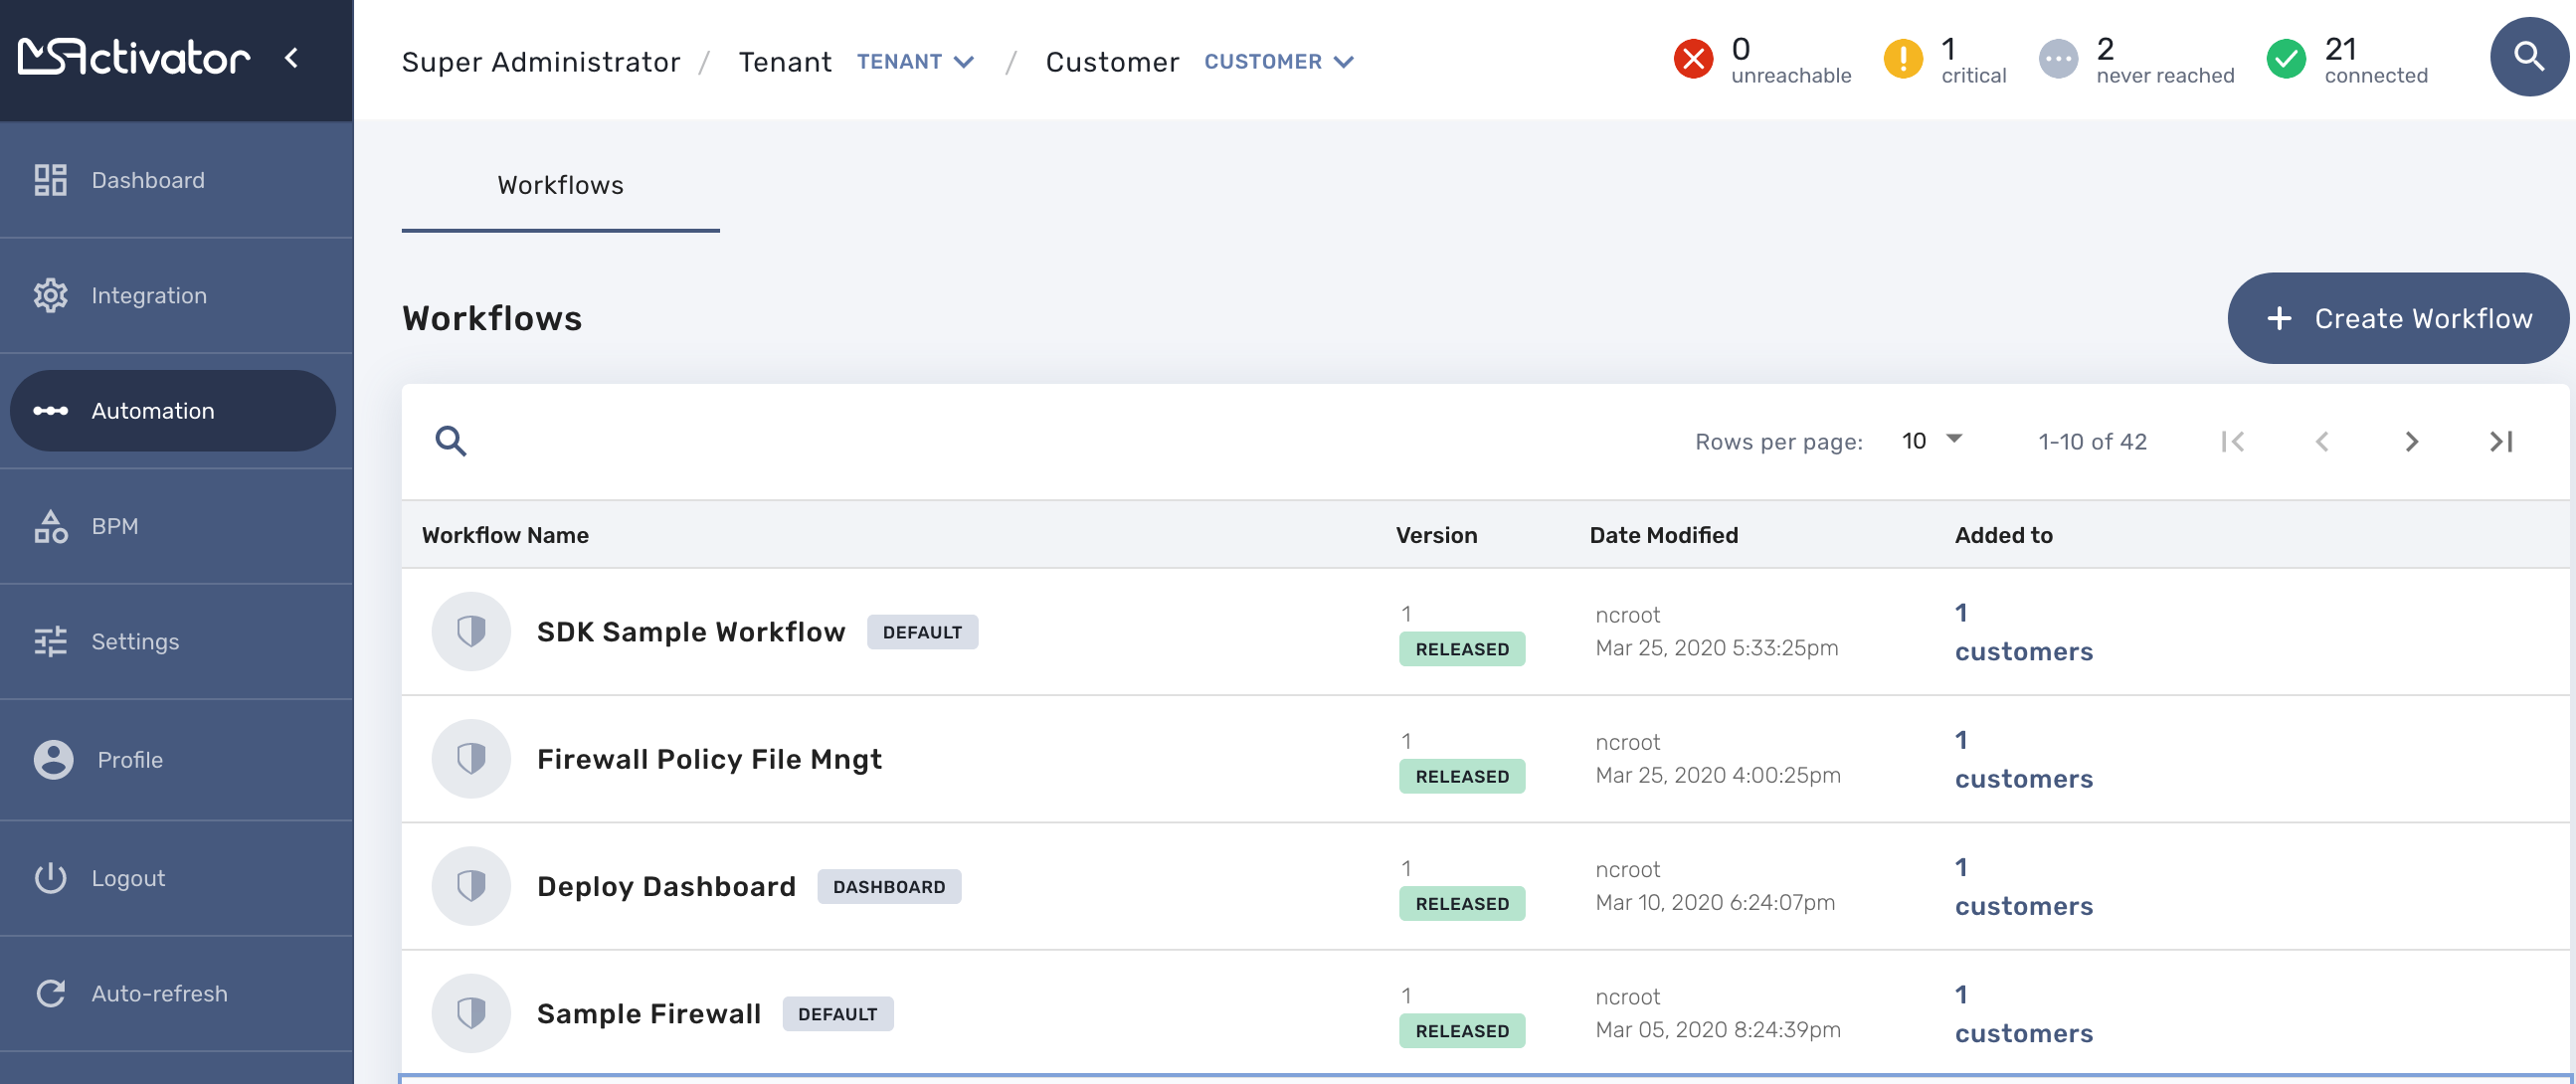 MSActivator
Super Administrator / Tenant TENANT / Customer CUSTOMER
0 unreachable
1 critical
2 never reached
21 connected
Dashboard
Integration
Automation
BPM
Settings
Profile
Logout
Auto-refresh
Workflows
Workflows
+ Create Workflow
Rows per page: 10 1-10 of 42
Workflow Name Version Date Modified Added to
SDK Sample Workflow DEFAULT
1
RELEASED
ncroot
Mar 25, 2020 5:33:25pm
1
customers
Firewall Policy File Mngt
1
RELEASED
ncroot
Mar 25, 2020 4:00:25pm
1
customers
Deploy Dashboard DASHBOARD
1
RELEASED
ncroot
Mar 10, 2020 6:24:07pm
1
customers
Sample Firewall DEFAULT
1
RELEASED
ncroot
Mar 05, 2020 8:24:39pm
1
customers